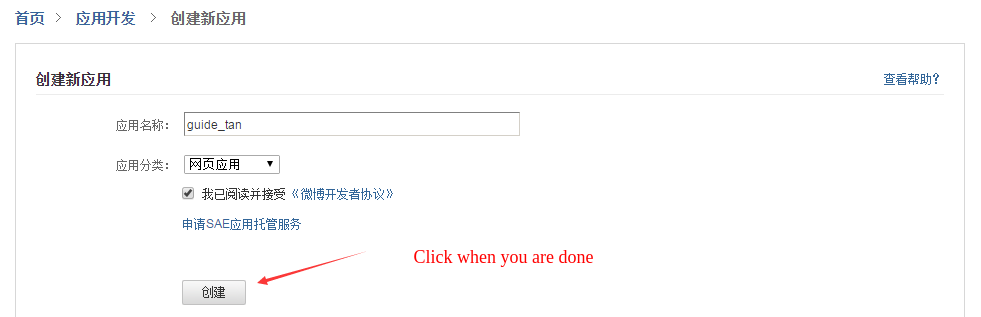 首页 > 应用开发 > 创建新应用
创建新应用 查看帮助?
应用名称: guide_tan
应用分类: 网页应用
我已阅读并接受《微博开发者协议》
申请SAE应用托管服务
Click when you are done
创建